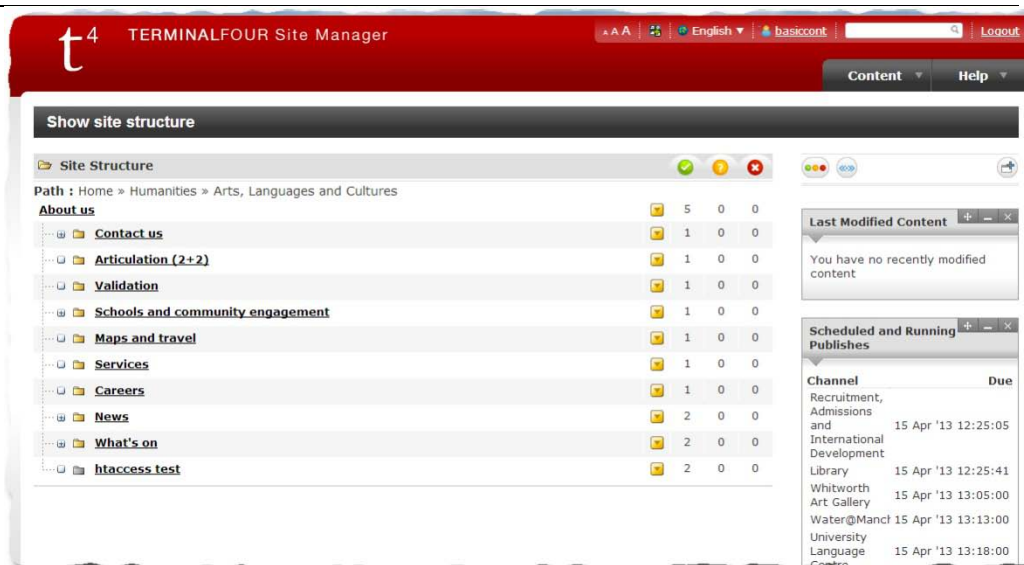 t4 TERMINALFOUR Site Manager
A A A English basiccont Logout
Content Help
Show site structure
Site Structure
Path : Home » Humanities » Arts, Languages and Cultures
About us 5 0 0
Contact us 1 0 0
Articulation (2+2) 1 0 0
Validation 1 0 0
Schools and community engagement 1 0 0
Maps and travel 1 0 0
Services 1 0 0
Careers 1 0 0
News 2 0 0
What's on 2 0 0
htaccess test 2 0 0
Last Modified Content
You have no recently modified
content
Scheduled and Running
Publishes
Channel Due
Recruitment,
Admissions
and 15 Apr '13 12:25:05
International
Development
Library 15 Apr '13 12:25:41
Whitworth
Art Gallery 15 Apr '13 13:05:00
Water@Manch 15 Apr '13 13:13:00
University
Language 15 Apr '13 13:18:00